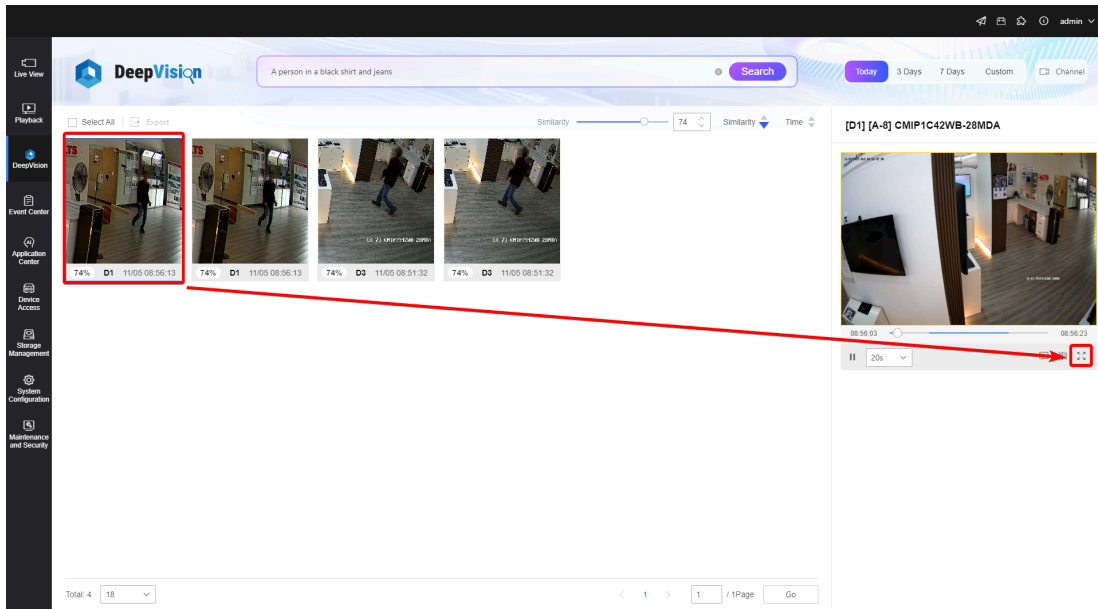 admin
Live View
Playback
DeepVision
Event Center
Application
Center
Device
Access
Storage
Management
System
Configuration
Maintenance
and Security
DeepVision
A person in a black shirt and jeans
Search
Today 3 Days 7 Days Custom Channel
Select All Export Similarity 74 Similarity Time
74% D1 11/05 08:56:13
74% D1 11/05 08:56:13
74% D3 11/05 08:51:32
74% D3 11/05 08:51:32
[D1] [A-8] CMIP1C42WB-28MDA
08:56:03 08:56:23
20s
Total: 4 18 1 1 / 1Page Go